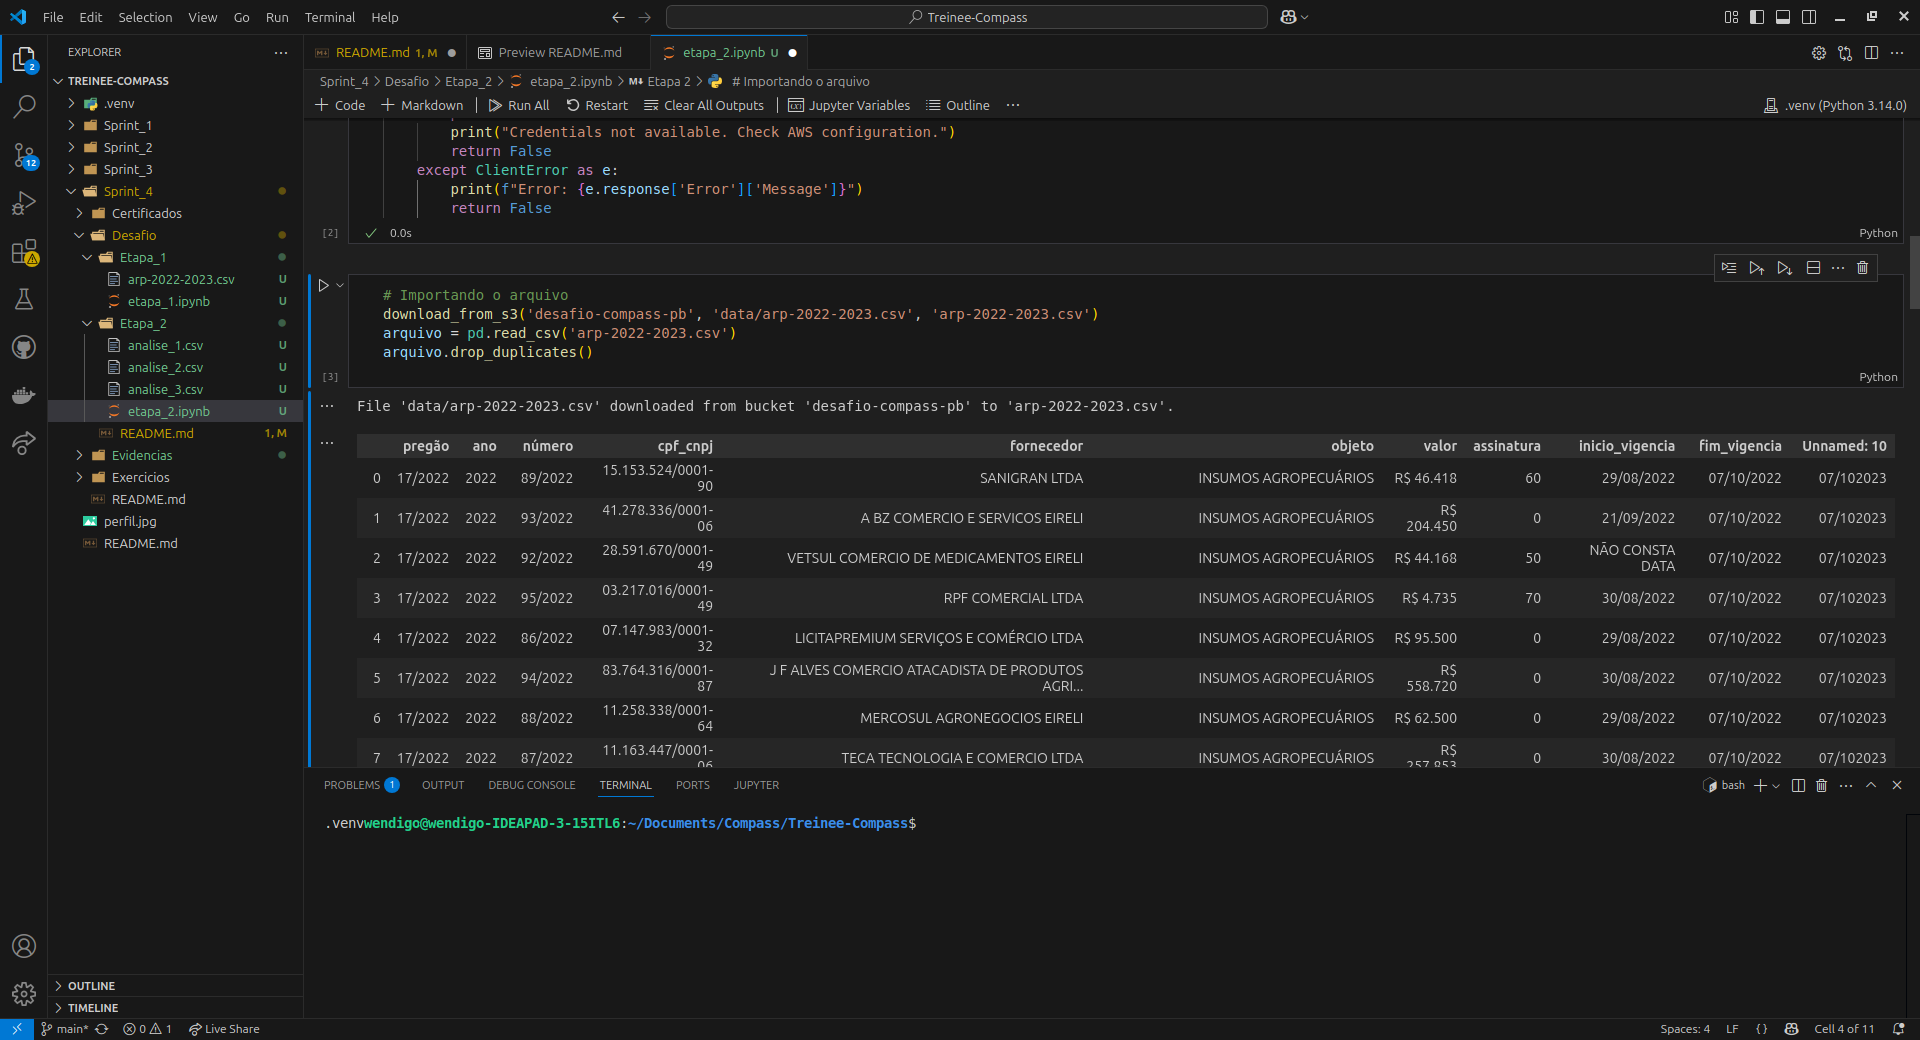 File Edit Selection View Go Run Terminal Help
Treinee-Compass
EXPLORER
TREINEE-COMPASS
.venv
Sprint_1
Sprint_2
Sprint_3
Sprint_4
Certificados
Desafio
Etapa_1
arp-2022-2023.csv U
etapa_1.ipynb U
Etapa_2
analise_1.csv U
analise_2.csv U
analise_3.csv U
etapa_2.ipynb U
README.md 1, M
Evidencias
Exercicios
README.md
perfil.jpg
README.md
OUTLINE
TIMELINE
README.md 1, M
Preview README.md
etapa_2.ipynb U
Sprint_4 > Desafio > Etapa_2 > etapa_2.ipynb > M↓ Etapa 2 > # Importando o arquivo
+ Code + Markdown Run All Restart Clear All Outputs Jupyter Variables Outline ...
.venv (Python 3.14.0)
print("Credentials not available. Check AWS configuration.")
return False
except ClientError as e:
print(f"Error: {e.response['Error']['Message']}")
return False
[2] 0.0s Python
# Importando o arquivo
download_from_s3('desafio-compass-pb', 'data/arp-2022-2023.csv', 'arp-2022-2023.csv')
arquivo = pd.read_csv('arp-2022-2023.csv')
arquivo.drop_duplicates()
[3] Python
File 'data/arp-2022-2023.csv' downloaded from bucket 'desafio-compass-pb' to 'arp-2022-2023.csv'.
pregão ano número cpf_cnpj fornecedor objeto valor assinatura inicio_vigencia fim_vigencia Unnamed: 10
0 17/2022 2022 89/2022 15.153.524/0001-90 SANIGRAN LTDA INSUMOS AGROPECUÁRIOS R$ 46.418 60 29/08/2022 07/10/2022 07/102023
1 17/2022 2022 93/2022 41.278.336/0001-06 A BZ COMERCIO E SERVICOS EIRELI INSUMOS AGROPECUÁRIOS R$ 204.450 0 21/09/2022 07/10/2022 07/102023
2 17/2022 2022 92/2022 28.591.670/0001-49 VETSUL COMERCIO DE MEDICAMENTOS EIRELI INSUMOS AGROPECUÁRIOS R$ 44.168 50 NÃO CONSTA DATA 07/10/2022 07/102023
3 17/2022 2022 95/2022 03.217.016/0001-49 RPF COMERCIAL LTDA INSUMOS AGROPECUÁRIOS R$ 4.735 70 30/08/2022 07/10/2022 07/102023
4 17/2022 2022 86/2022 07.147.983/0001-32 LICITAPREMIUM SERVIÇOS E COMÉRCIO LTDA INSUMOS AGROPECUÁRIOS R$ 95.500 0 29/08/2022 07/10/2022 07/102023
5 17/2022 2022 94/2022 83.764.316/0001-87 J F ALVES COMERCIO ATACADISTA DE PRODUTOS AGRI... INSUMOS AGROPECUÁRIOS R$ 558.720 0 30/08/2022 07/10/2022 07/102023
6 17/2022 2022 88/2022 11.258.338/0001-64 MERCOSUL AGRONEGOCIOS EIRELI INSUMOS AGROPECUÁRIOS R$ 62.500 0 29/08/2022 07/10/2022 07/102023
7 17/2022 2022 87/2022 11.163.447/0001-06 TECA TECNOLOGIA E COMERCIO LTDA INSUMOS AGROPECUÁRIOS R$ 257.853 0 30/08/2022 07/10/2022 07/102023
PROBLEMS 1 OUTPUT DEBUG CONSOLE TERMINAL PORTS JUPYTER
bash
.venvwendigo@wendigo-IDEAPAD-3-15ITL6:~/Documents/Compass/Treinee-Compass$
2
12
main* 0 1 Live Share
Spaces: 4 LF {} Cell 4 of 11